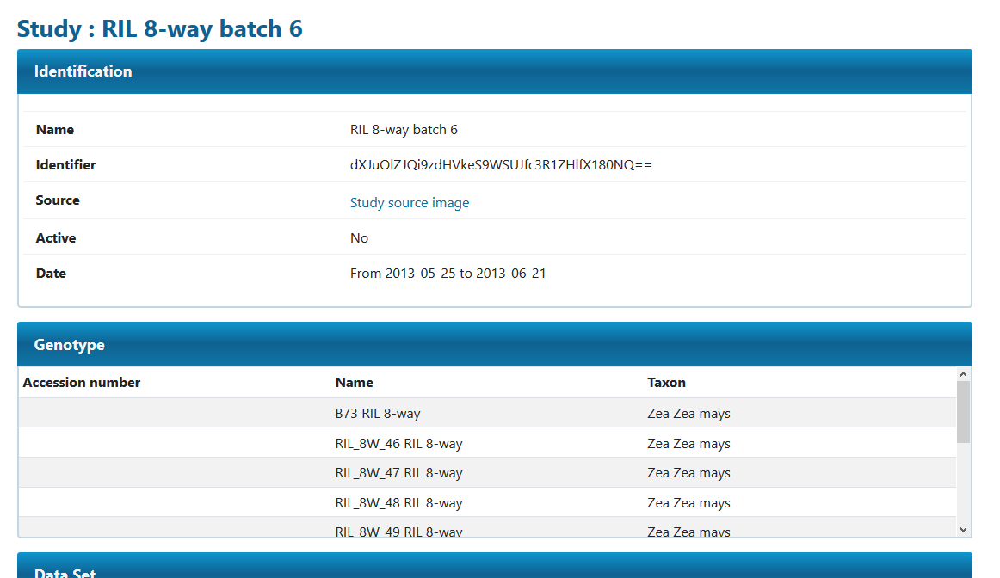 Study : RIL 8-way batch 6
Identification
Name RIL 8-way batch 6
Identifier dXJuOlZJQi9zdHVkeS9WSUJfc3R1ZHlfX180NQ==
Source Study source image
Active No
Date From 2013-05-25 to 2013-06-21
Genotype
Accession number Name Taxon
B73 RIL 8-way Zea Zea mays
RIL_8W_46 RIL 8-way Zea Zea mays
RIL_8W_47 RIL 8-way Zea Zea mays
RIL_8W_48 RIL 8-way Zea Zea mays
RIL_8W_49 RIL 8-way Zea Zea mays
Data Set